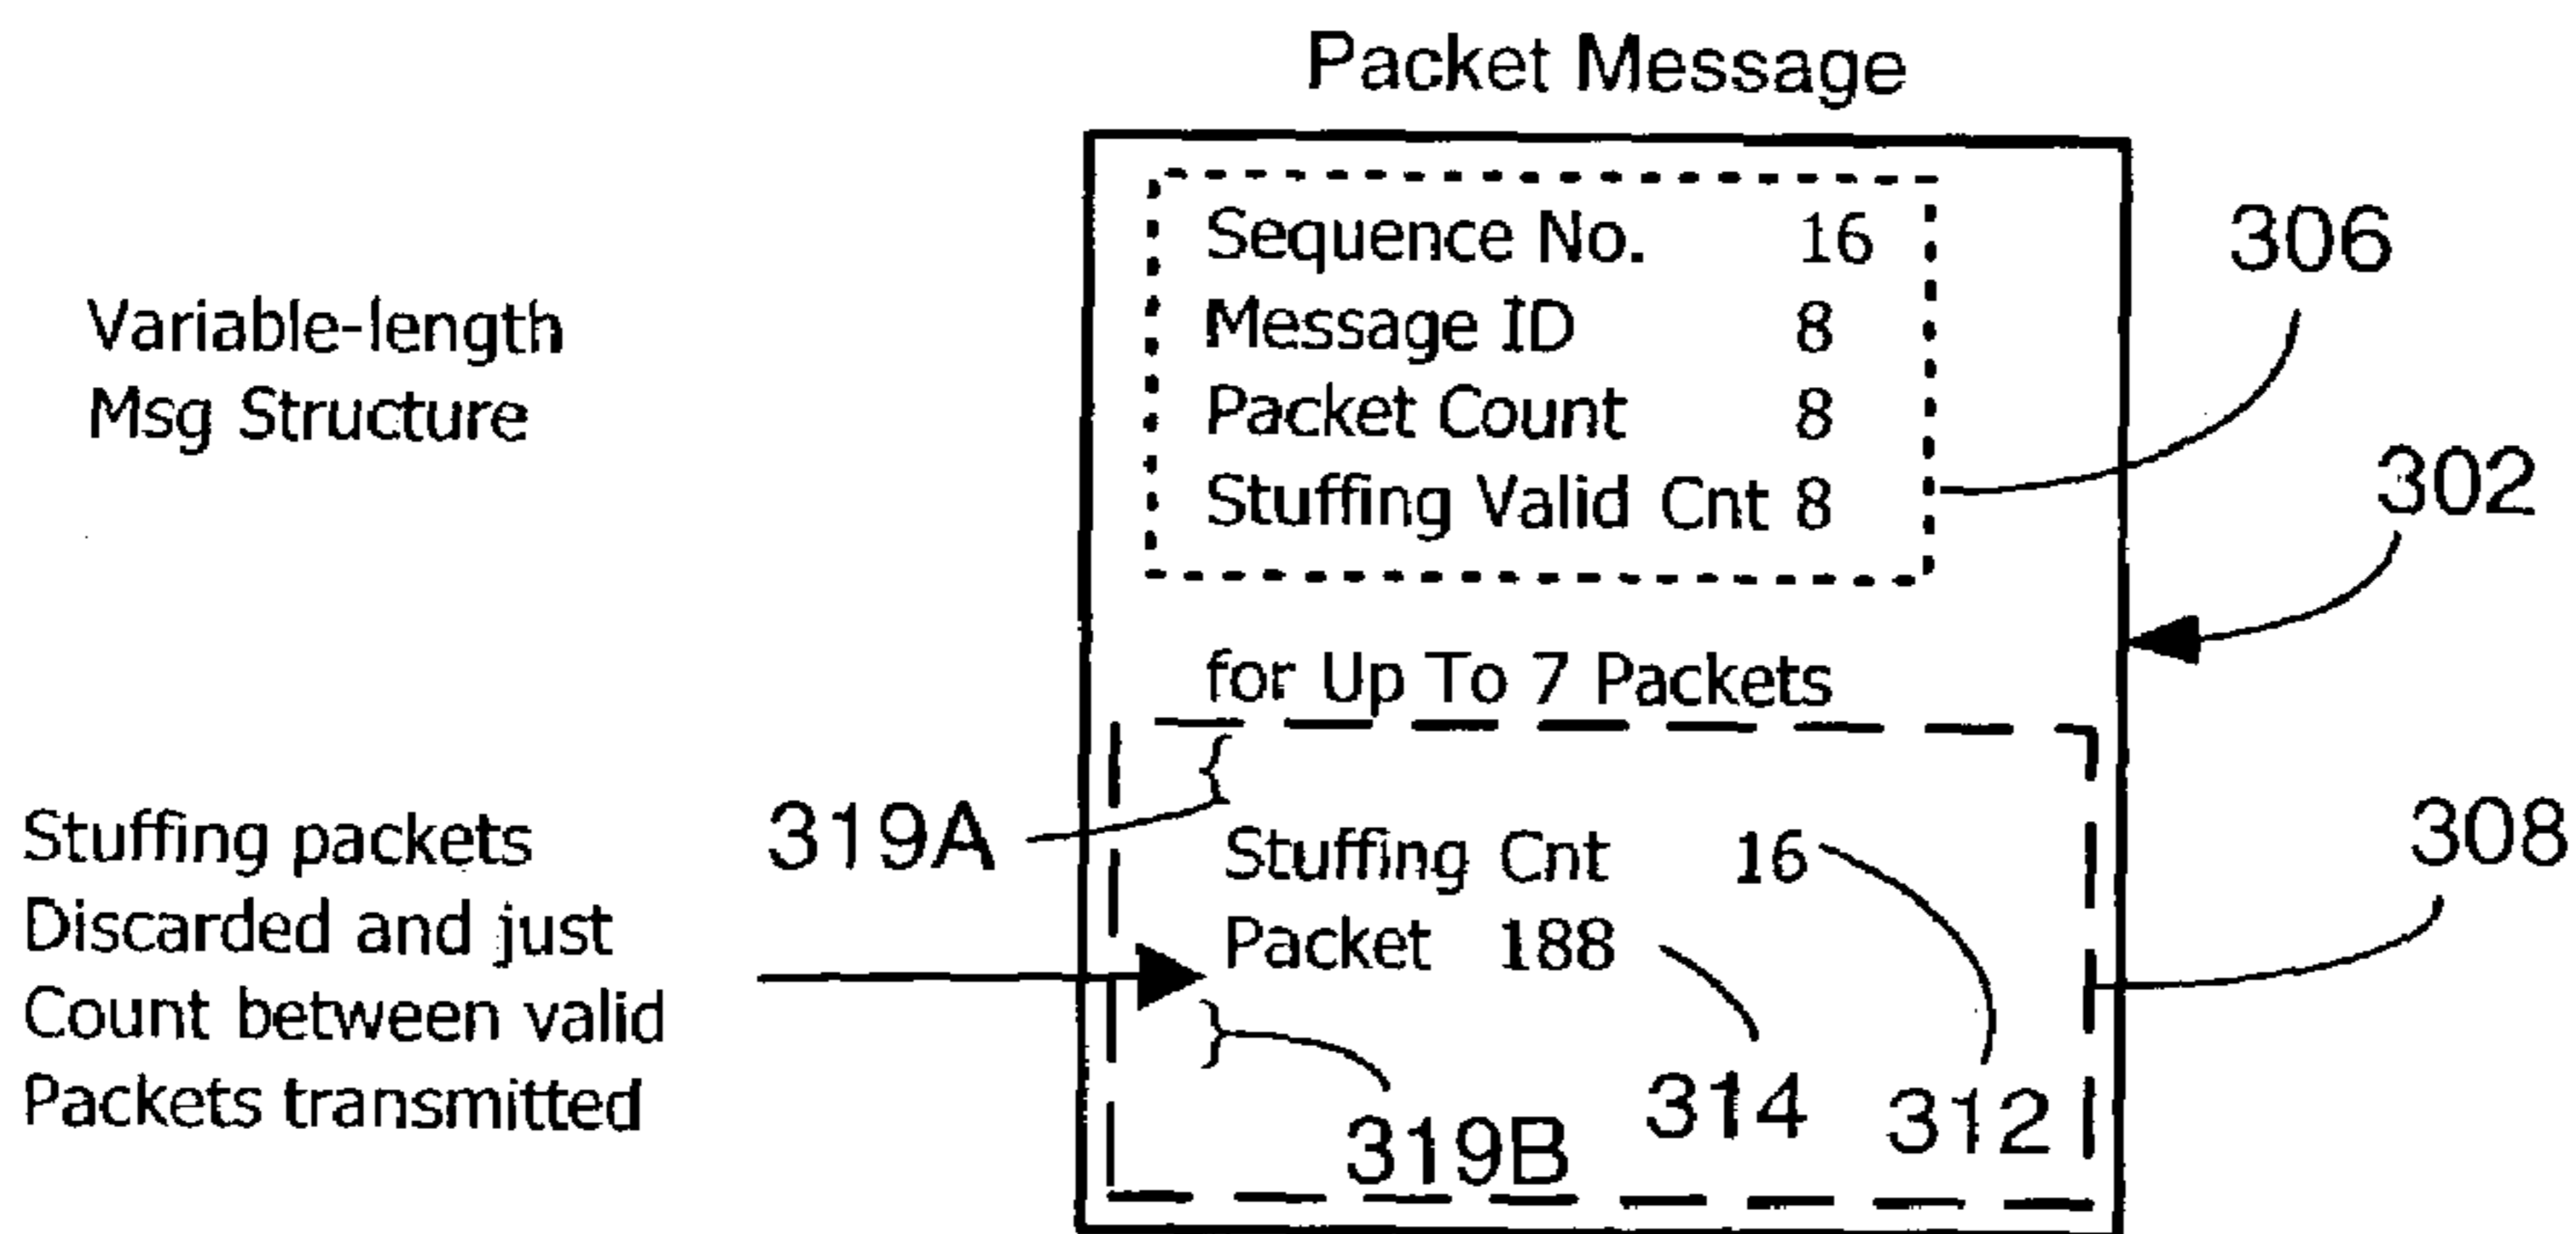 Packet Message
Variable-length
Msg Structure
Sequence No. 16
Message ID 8
Packet Count 8
Stuffing Valid Cnt 8
306
302
for Up To 7 Packets
Stuffing packets
Discarded and just
Count between valid
Packets transmitted
319A
Stuffing Cnt 16
Packet 188
{
}
308
319B
314
312